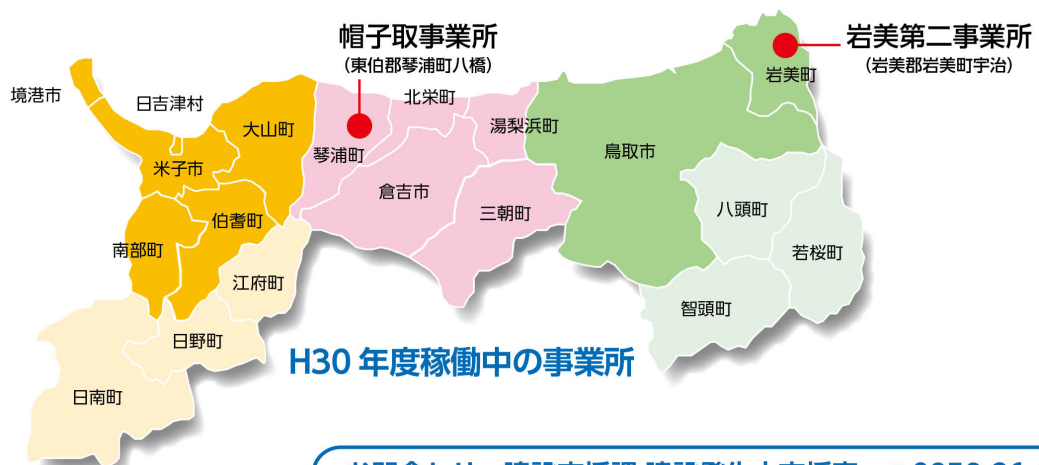 帽子取事業所
(東伯郡琴浦町八橋)
岩美第二事業所
(岩美郡岩美町宇治)
境港市
日吉津村
大山町
米子市
琴浦町
北栄町
湯梨浜町
鳥取市
岩美町
倉吉市
三朝町
八頭町
若桜町
智頭町
南部町
伯耆町
江府町
日野町
日南町
H30年度稼働中の事業所